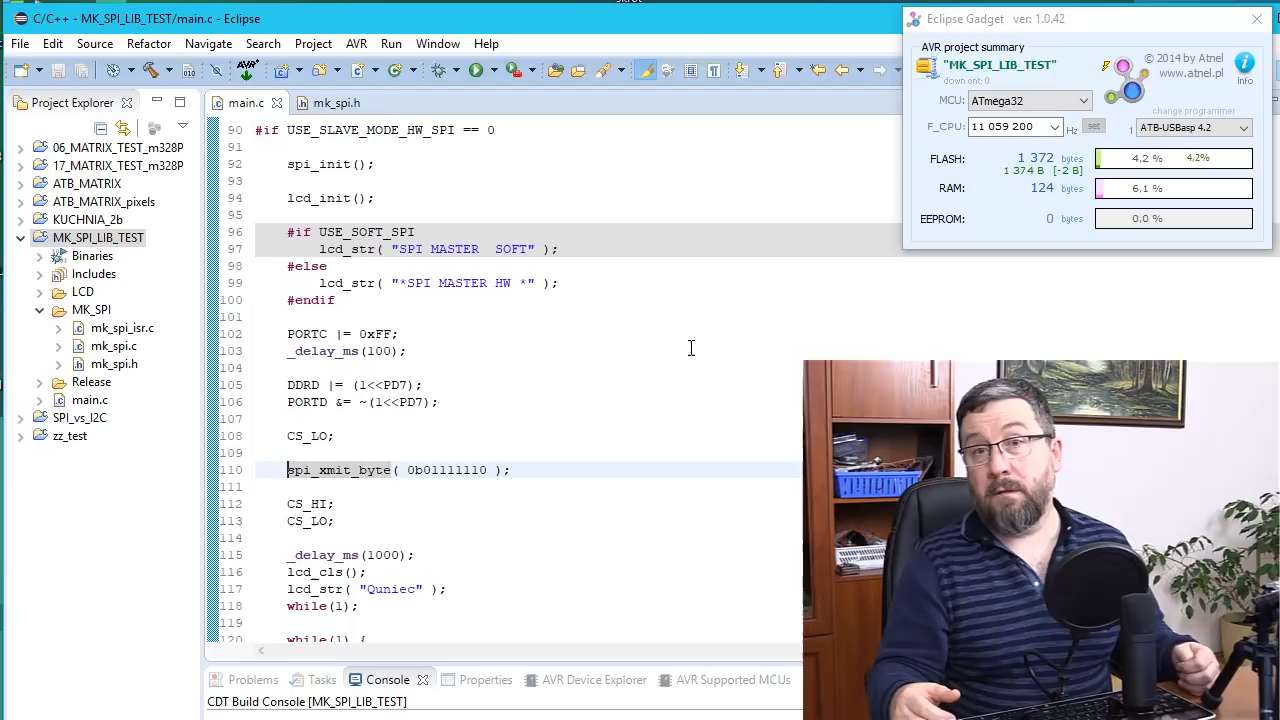 C/C++ - MK_SPI_LIB_TEST/main.c - Eclipse
File Edit Source Refactor Navigate Search Project AVR Run Window Help
AVR
Project Explorer
06_MATRIX_TEST_m328P
17_MATRIX_TEST_m328P
ATB_MATRIX
ATB_MATRIX_pixels
KUCHNIA_2b
MK_SPI_LIB_TEST
Binaries
Includes
LCD
MK_SPI
mk_spi_isr.c
mk_spi.c
mk_spi.h
Release
main.c
SPI_vs_I2C
zz_test
main.c mk_spi.h
90 #if USE_SLAVE_MODE_HW_SPI == 0
91
92 spi_init();
93
94 lcd_init();
95
96 #if USE_SOFT_SPI
97 lcd_str( "SPI MASTER  SOFT" );
98 #else
99 lcd_str( "*SPI MASTER HW *" );
100 #endif
101
102 PORTC |= 0xFF;
103 _delay_ms(100);
104
105 DDRD |= (1<<PD7);
106 PORTD &= ~(1<<PD7);
107
108 CS_LO;
109
110 spi_xmit_byte( 0b01111110 );
111
112 CS_HI;
113 CS_LO;
114
115 _delay_ms(1000);
116 lcd_cls();
117 lcd_str( "Quniec" );
118 while(1);
119
120 while(1) {
Problems Tasks Console Properties AVR Device Explorer AVR Supported MCUs
CDT Build Console [MK_SPI_LIB_TEST]
Eclipse Gadget ver: 1.0.42
AVR project summary
"MK_SPI_LIB_TEST"
down cnt: 0
© 2014 by Atnel
www.atnel.pl
info
MCU: ATmega32
change programmer
F_CPU: 11 059 200 Hz set 1 ATB-USBasp 4.2
FLASH: 1 372 bytes 4,2 % 4,2%
1 374 B [-2 B]
RAM: 124 bytes 6,1 %
EEPROM: 0 bytes 0,0 %